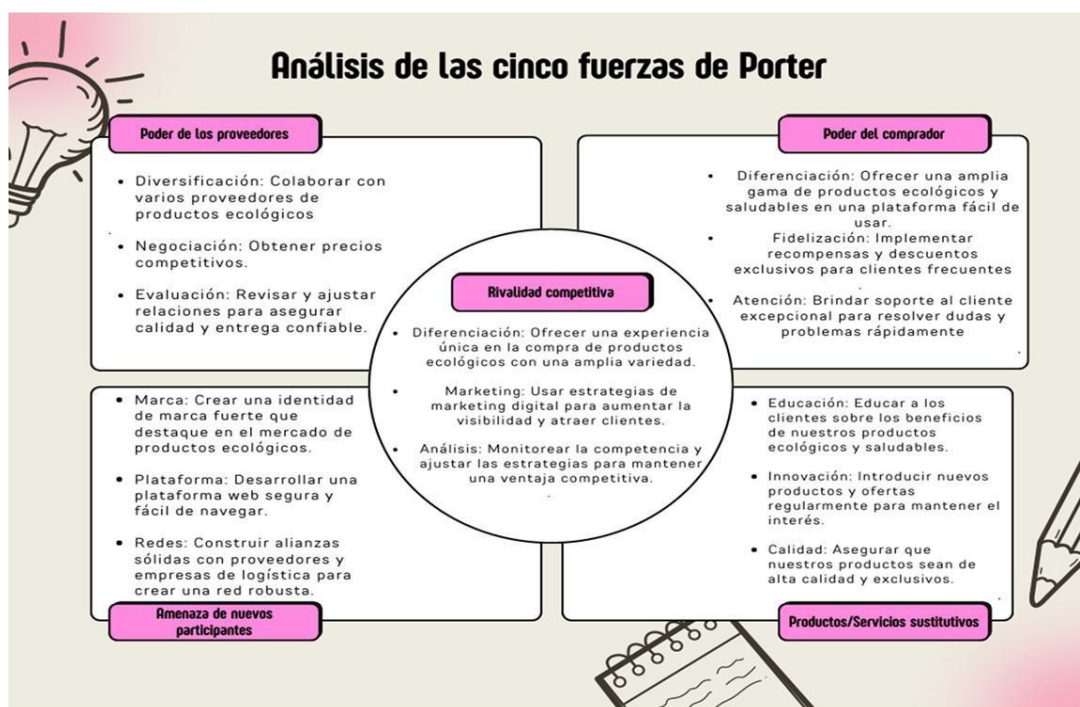 Análisis de las cinco fuerzas de Porter
Poder de los proveedores
• Diversificación: Colaborar con
varios proveedores de
productos ecológicos
• Negociación: Obtener precios
competitivos.
• Evaluación: Revisar y ajustar
relaciones para asegurar
calidad y entrega confiable.
Poder del comprador
• Diferenciación: Ofrecer una amplia
gama de productos ecológicos y
saludables en una plataforma fácil de
usar.
• Fidelización: Implementar
recompensas y descuentos
exclusivos para clientes frecuentes
• Atención: Brindar soporte al cliente
excepcional para resolver dudas y
problemas rápidamente
Rivalidad competitiva
• Diferenciación: Ofrecer una experiencia
única en la compra de productos
ecológicos con una amplia variedad.
• Marketing: Usar estrategias de
marketing digital para aumentar la
visibilidad y atraer clientes.
• Análisis: Monitorear la competencia y
ajustar las estrategias para mantener
una ventaja competitiva.
• Marca: Crear una identidad
de marca fuerte que
destaque en el mercado de
productos ecológicos.
• Plataforma: Desarrollar una
plataforma web segura y
fácil de navegar.
• Redes: Construir alianzas
sólidas con proveedores y
empresas de logística para
crear una red robusta.
Amenaza de nuevos
participantes
• Educación: Educar a los
clientes sobre los beneficios
de nuestros productos
ecológicos y saludables.
• Innovación: Introducir nuevos
productos y ofertas
regularmente para mantener el
interés.
• Calidad: Asegurar que
nuestros productos sean de
alta calidad y exclusivos.
Productos/Servicios sustitutivos